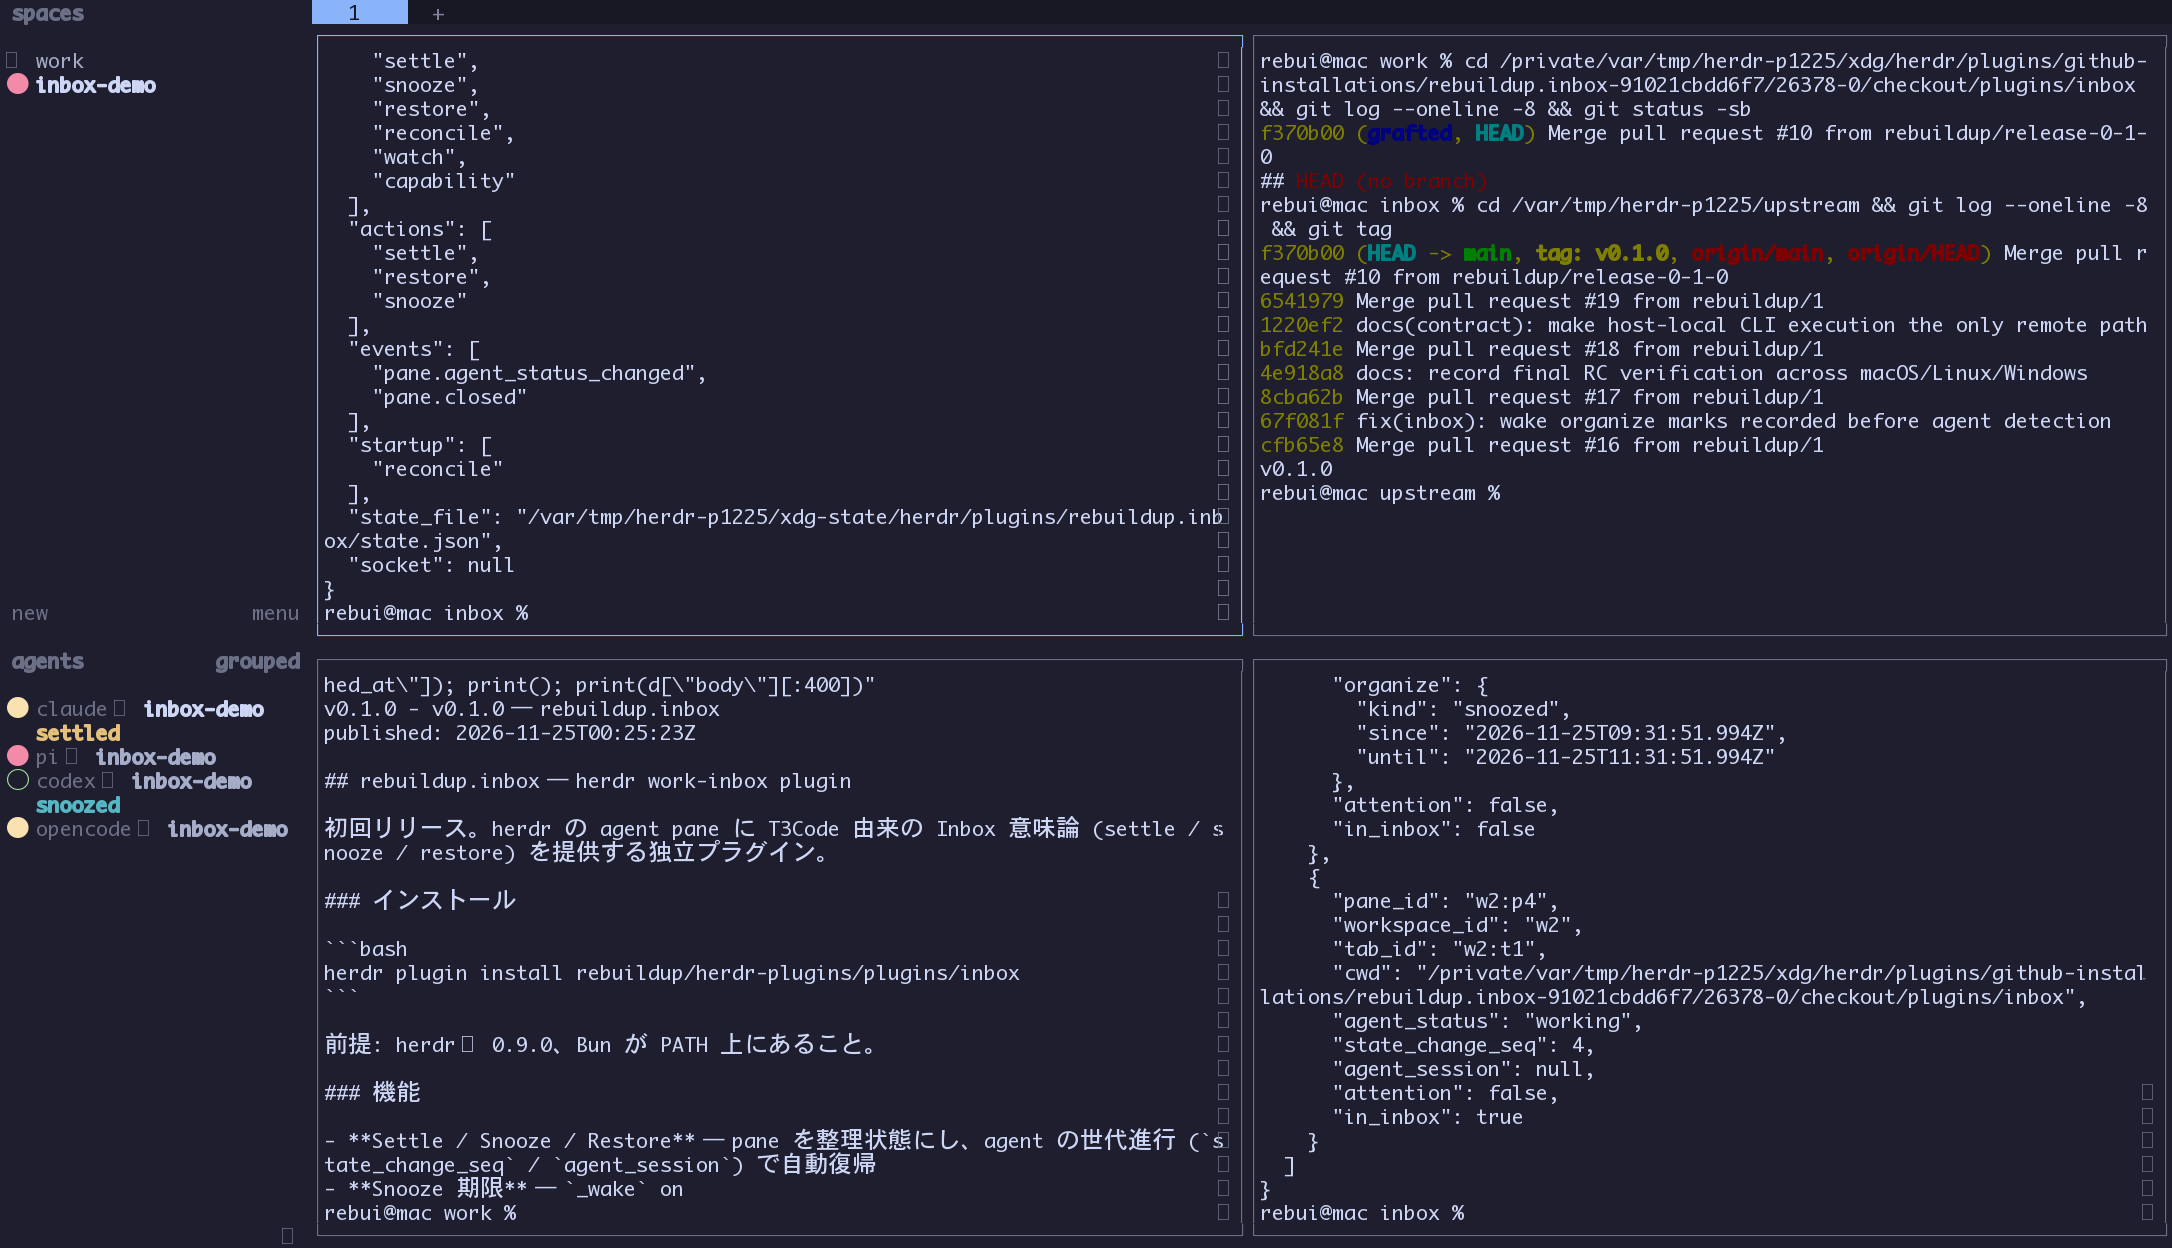 spaces
work
inbox-demo
new menu
agents grouped
claude inbox-demo
settled
pi inbox-demo
codex inbox-demo
snoozed
opencode inbox-demo
1 +
    "settle",
    "snooze",
    "restore",
    "reconcile",
    "watch",
    "capability"
  ],
  "actions": [
    "settle",
    "restore",
    "snooze"
  ],
  "events": [
    "pane.agent_status_changed",
    "pane.closed"
  ],
  "startup": [
    "reconcile"
  ],
  "state_file": "/var/tmp/herdr-p1225/xdg-state/herdr/plugins/rebuildup.inb
ox/state.json",
  "socket": null
}
rebui@mac inbox %
rebui@mac work % cd /private/var/tmp/herdr-p1225/xdg/herdr/plugins/github-
installations/rebuildup.inbox-91021cbdd6f7/26378-0/checkout/plugins/inbox
&& git log --oneline -8 && git status -sb
f370b00 (grafted, HEAD) Merge pull request #10 from rebuildup/release-0-1-
0
## HEAD (no branch)
rebui@mac inbox % cd /var/tmp/herdr-p1225/upstream && git log --oneline -8
 && git tag
f370b00 (HEAD -> main, tag: v0.1.0, origin/main, origin/HEAD) Merge pull r
equest #10 from rebuildup/release-0-1-0
6541979 Merge pull request #19 from rebuildup/1
1220ef2 docs(contract): make host-local CLI execution the only remote path
bfd241e Merge pull request #18 from rebuildup/1
4e918a8 docs: record final RC verification across macOS/Linux/Windows
8cba62b Merge pull request #17 from rebuildup/1
67f081f fix(inbox): wake organize marks recorded before agent detection
cfb65e8 Merge pull request #16 from rebuildup/1
v0.1.0
rebui@mac upstream %
hed_at\"]); print(); print(d[\"body\"][:400])"
v0.1.0 - v0.1.0 — rebuildup.inbox
published: 2026-11-25T00:25:23Z
## rebuildup.inbox — herdr work-inbox plugin
初回リリース。herdr の agent pane に T3Code 由来の Inbox 意味論 (settle / s
nooze / restore) を提供する独立プラグイン。
### インストール
```bash
herdr plugin install rebuildup/herdr-plugins/plugins/inbox
```
前提: herdr 0.9.0、Bun が PATH 上にあること。
### 機能
- **Settle / Snooze / Restore** — pane を整理状態にし、agent の世代進行 (`s
tate_change_seq` / `agent_session`) で自動復帰
- **Snooze 期限** — `_wake` on
rebui@mac work %
      "organize": {
        "kind": "snoozed",
        "since": "2026-11-25T09:31:51.994Z",
        "until": "2026-11-25T11:31:51.994Z"
      },
      "attention": false,
      "in_inbox": false
    },
    {
      "pane_id": "w2:p4",
      "workspace_id": "w2",
      "tab_id": "w2:t1",
      "cwd": "/private/var/tmp/herdr-p1225/xdg/herdr/plugins/github-instal
lations/rebuildup.inbox-91021cbdd6f7/26378-0/checkout/plugins/inbox",
      "agent_status": "working",
      "state_change_seq": 4,
      "agent_session": null,
      "attention": false,
      "in_inbox": true
    }
  ]
}
rebui@mac inbox %